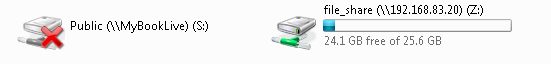 Public (\\MyBookLive) (S:)
file_share (\\192.168.83.20) (Z:)
24.1 GB free of 25.6 GB